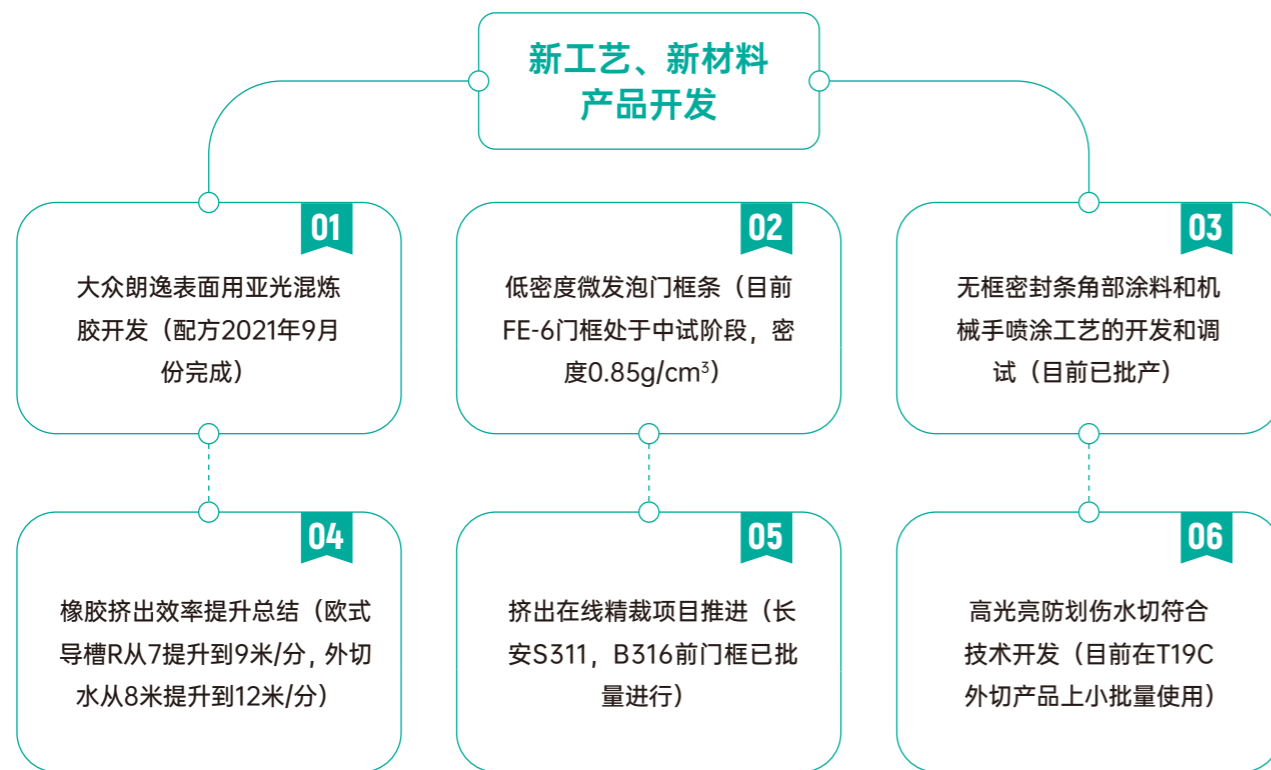 新工艺、新材料
产品开发
01
大众朗逸表面用亚光混炼
胶开发（配方2021年9月
份完成）
02
低密度微发泡门框条（目前
FE-6门框处于中试阶段，密
度0.85g/cm³）
03
无框密封条角部涂料和机
械手喷涂工艺的开发和调
试（目前已批产）
04
橡胶挤出效率提升总结（欧式
导槽R从7提升到9米/分，外切
水从8米提升到12米/分）
05
挤出在线精裁项目推进（长
安S311，B316前门框已批
量进行）
06
高光亮防划伤水切符合
技术开发（目前在T19C
外切产品上小批量使用）